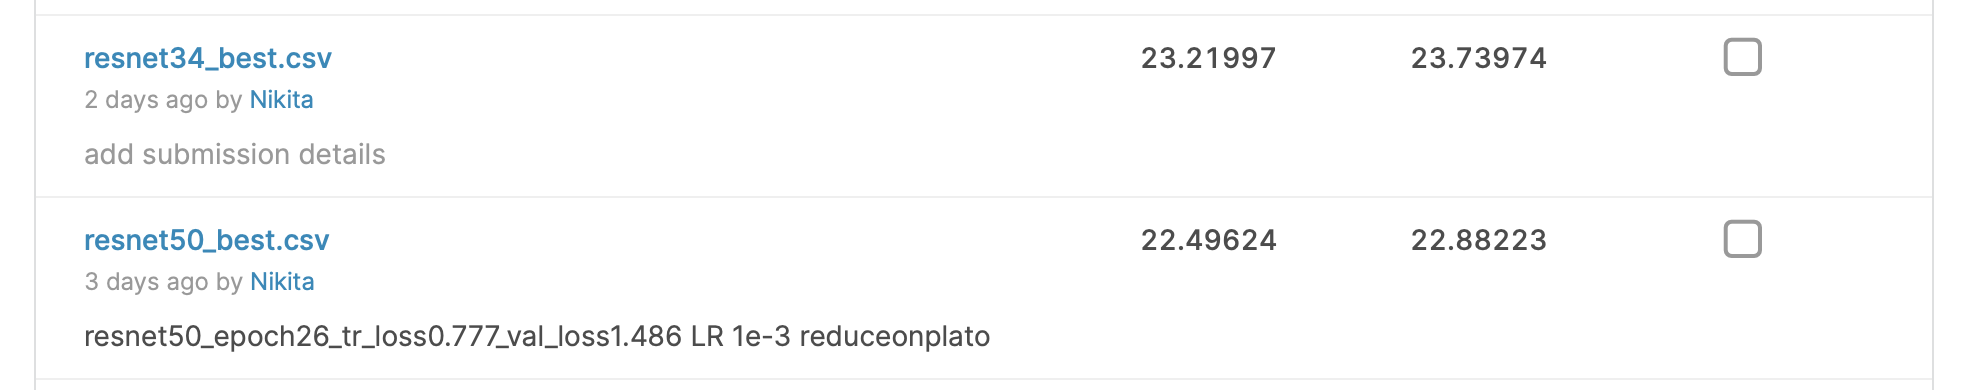 resnet34_best.csv 23.21997 23.73974
2 days ago by Nikita
add submission details
resnet50_best.csv 22.49624 22.88223
3 days ago by Nikita
resnet50_epoch26_tr_loss0.777_val_loss1.486 LR 1e-3 reduceonplato